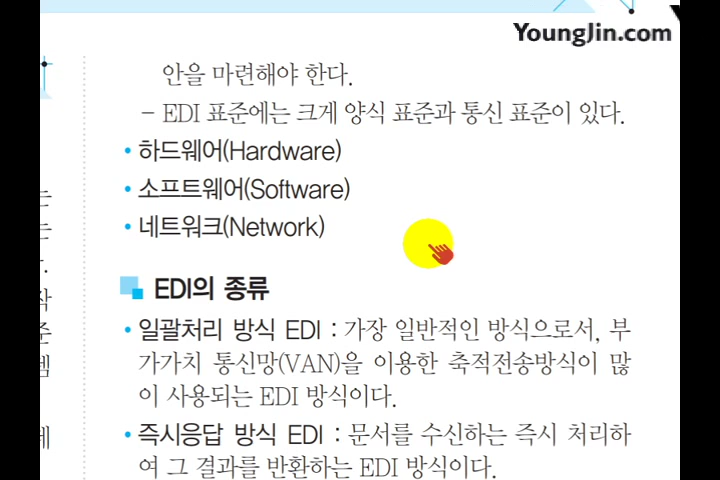 YoungJin.com
안을 마련해야 한다.
- EDI 표준에는 크게 양식 표준과 통신 표준이 있다.
• 하드웨어(Hardware)
• 소프트웨어(Software)
• 네트워크(Network)
EDI의 종류
• 일괄처리 방식 EDI : 가장 일반적인 방식으로서, 부
가가치 통신망(VAN)을 이용한 축적전송방식이 많
이 사용되는 EDI 방식이다.
• 즉시응답 방식 EDI : 문서를 수신하는 즉시 처리하
여 그 결과를 반환하는 EDI 방식이다.